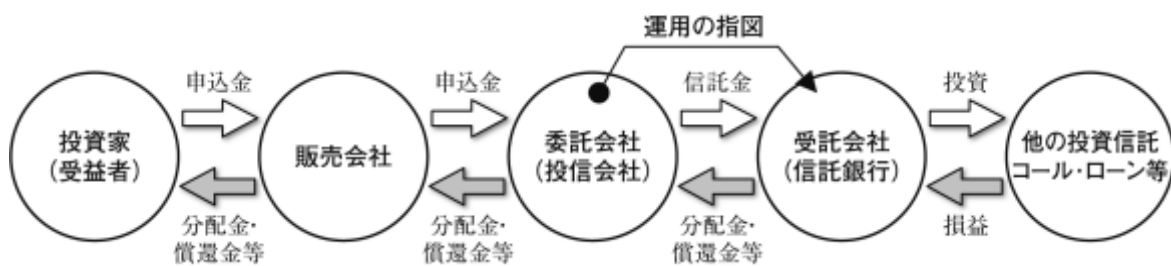 運用の指図
申込金
申込金
信託金
投資
投資家
(受益者)
販売会社
委託会社
(投信会社)
受託会社
(信託銀行)
他の投資信託
コール・ローン等
分配金・
償還金等
分配金・
償還金等
分配金・
償還金等
損益